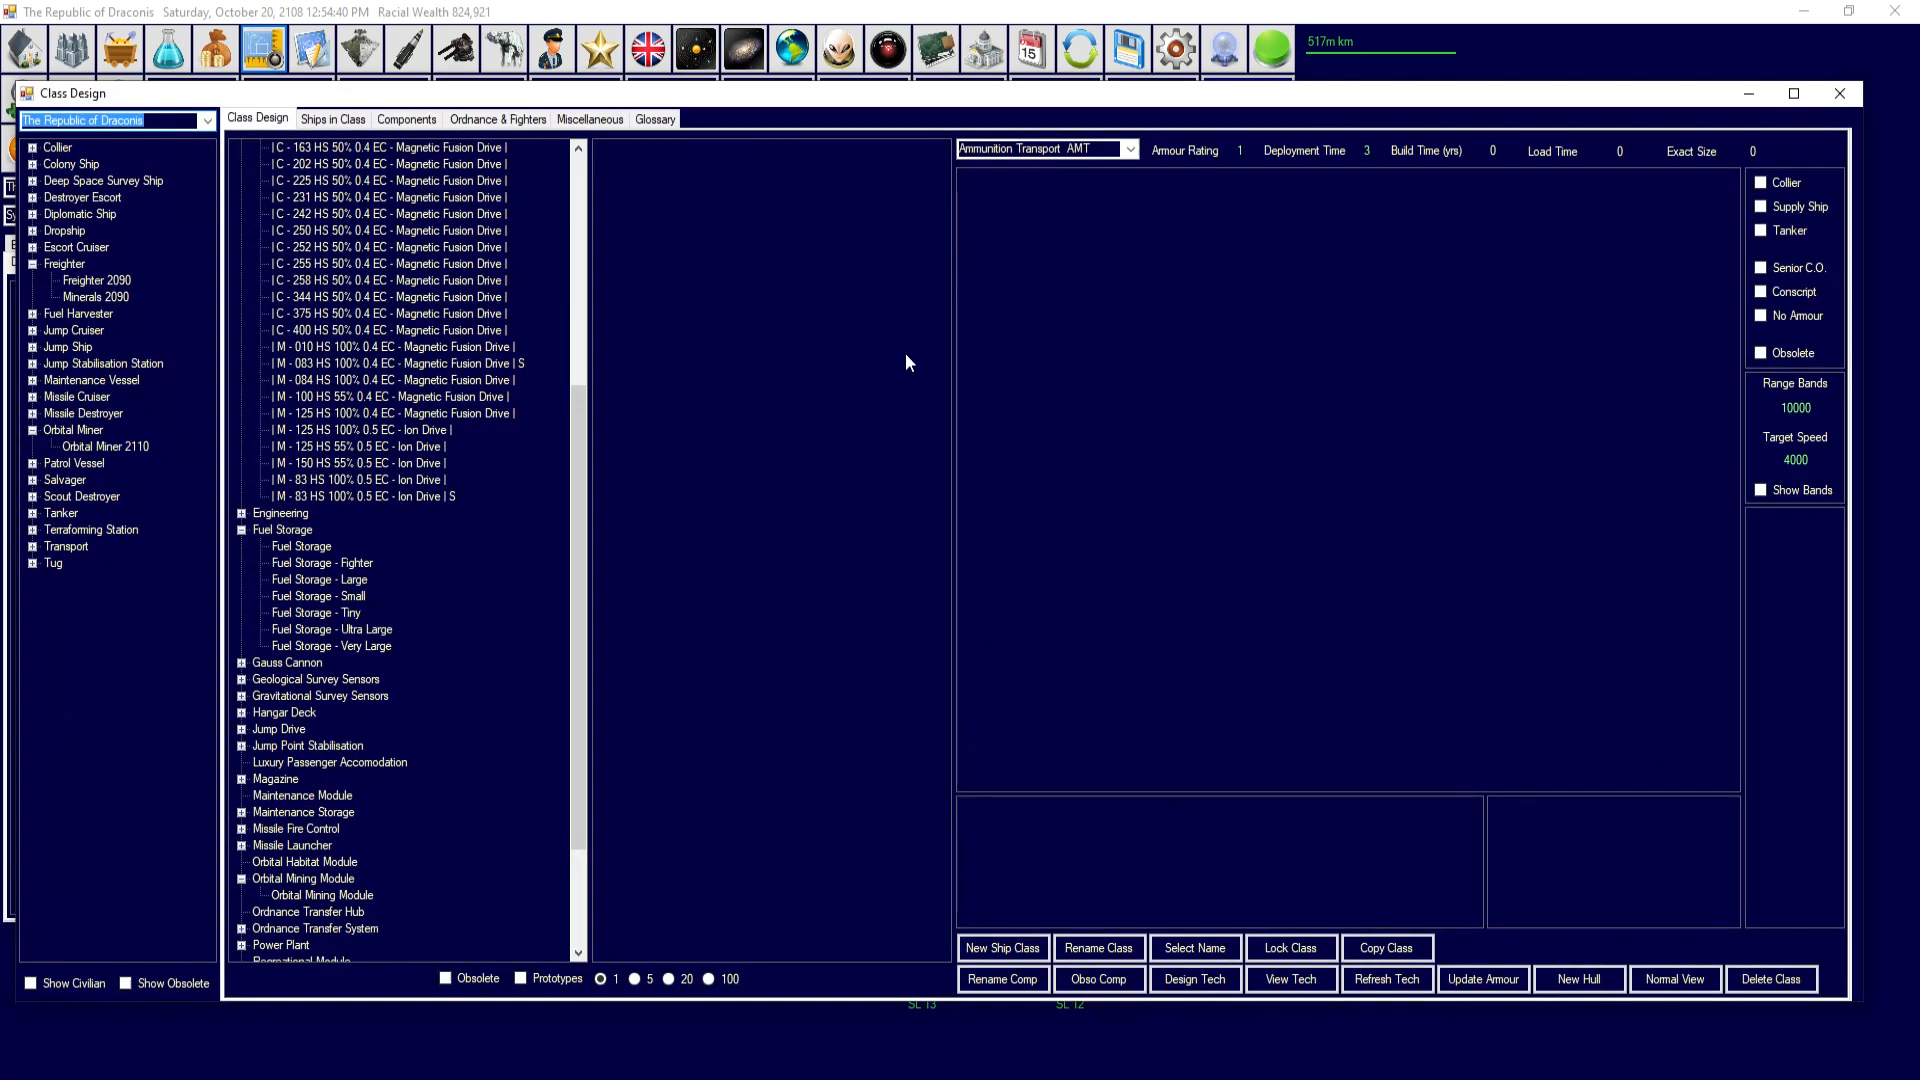 The Republic of Draconis   Saturday, October 20, 2108 12:54:40 PM   Racial Wealth 824,921
15
517m km
Class Design
The Republic of Draconis
Class Design
Ships in Class
Components
Ordnance & Fighters
Miscellaneous
Glossary
Collier
Colony Ship
Deep Space Survey Ship
Destroyer Escort
Diplomatic Ship
Dropship
Escort Cruiser
Freighter
Freighter 2090
Minerals 2090
Fuel Harvester
Jump Cruiser
Jump Ship
Jump Stabilisation Station
Maintenance Vessel
Missile Cruiser
Missile Destroyer
Orbital Miner
Orbital Miner 2110
Patrol Vessel
Salvager
Scout Destroyer
Tanker
Terraforming Station
Transport
Tug
Show Civilian
Show Obsolete
| C - 163 HS 50% 0.4 EC - Magnetic Fusion Drive |
| C - 202 HS 50% 0.4 EC - Magnetic Fusion Drive |
| C - 225 HS 50% 0.4 EC - Magnetic Fusion Drive |
| C - 231 HS 50% 0.4 EC - Magnetic Fusion Drive |
| C - 242 HS 50% 0.4 EC - Magnetic Fusion Drive |
| C - 250 HS 50% 0.4 EC - Magnetic Fusion Drive |
| C - 252 HS 50% 0.4 EC - Magnetic Fusion Drive |
| C - 255 HS 50% 0.4 EC - Magnetic Fusion Drive |
| C - 258 HS 50% 0.4 EC - Magnetic Fusion Drive |
| C - 344 HS 50% 0.4 EC - Magnetic Fusion Drive |
| C - 375 HS 50% 0.4 EC - Magnetic Fusion Drive |
| C - 400 HS 50% 0.4 EC - Magnetic Fusion Drive |
| M - 010 HS 100% 0.4 EC - Magnetic Fusion Drive |
| M - 083 HS 100% 0.4 EC - Magnetic Fusion Drive | S
| M - 084 HS 100% 0.4 EC - Magnetic Fusion Drive |
| M - 100 HS 55% 0.4 EC - Magnetic Fusion Drive |
| M - 125 HS 100% 0.4 EC - Magnetic Fusion Drive |
| M - 125 HS 100% 0.5 EC - Ion Drive |
| M - 125 HS 55% 0.5 EC - Ion Drive |
| M - 150 HS 55% 0.5 EC - Ion Drive |
| M - 83 HS 100% 0.5 EC - Ion Drive |
| M - 83 HS 100% 0.5 EC - Ion Drive | S
Engineering
Fuel Storage
Fuel Storage
Fuel Storage - Fighter
Fuel Storage - Large
Fuel Storage - Small
Fuel Storage - Tiny
Fuel Storage - Ultra Large
Fuel Storage - Very Large
Gauss Cannon
Geological Survey Sensors
Gravitational Survey Sensors
Hangar Deck
Jump Drive
Jump Point Stabilisation
Luxury Passenger Accomodation
Magazine
Maintenance Module
Maintenance Storage
Missile Fire Control
Missile Launcher
Orbital Habitat Module
Orbital Mining Module
Orbital Mining Module
Ordnance Transfer Hub
Ordnance Transfer System
Power Plant
Recreational Module
Obsolete
Prototypes
1
5
20
100
Ammunition Transport  AMT
Armour Rating  1
Deployment Time  3
Build Time (yrs)  0
Load Time  0
Exact Size  0
Collier
Supply Ship
Tanker
Senior C.O.
Conscript
No Armour
Obsolete
Range Bands
10000
Target Speed
4000
Show Bands
New Ship Class
Rename Class
Select Name
Lock Class
Copy Class
Rename Comp
Obso Comp
Design Tech
View Tech
Refresh Tech
Update Armour
New Hull
Normal View
Delete Class
SL 13
SL 12